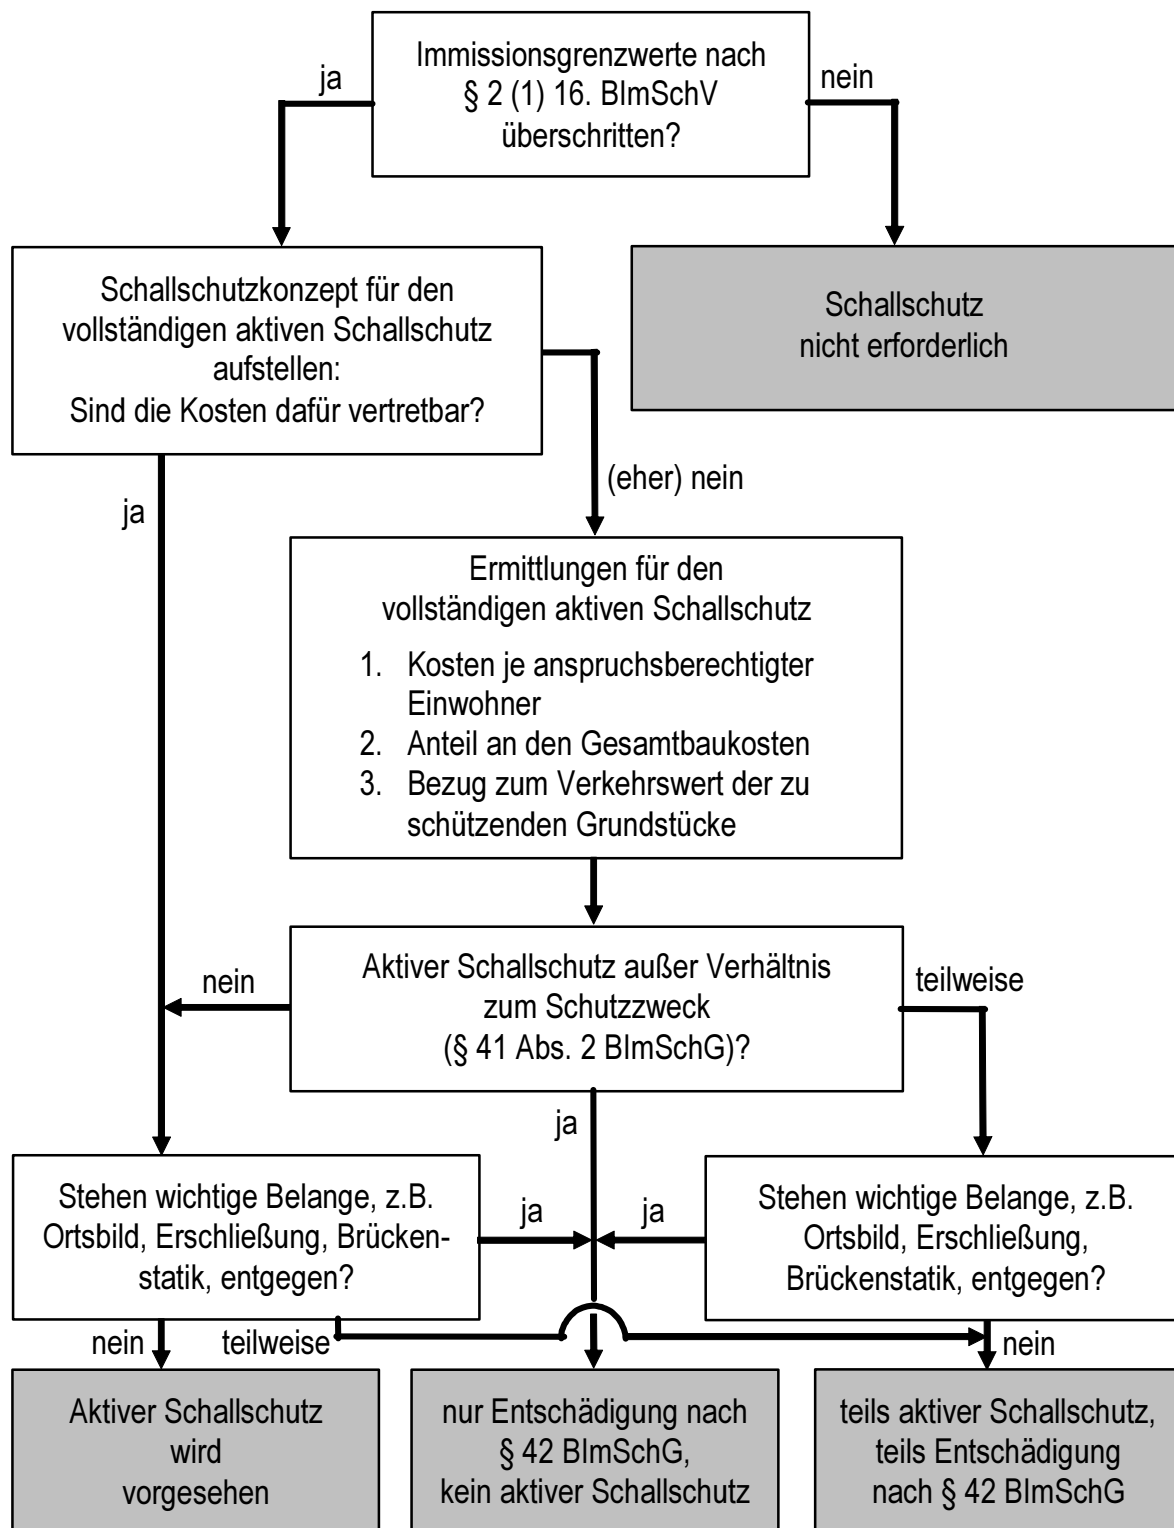 Immissionsgrenzwerte nach
§ 2 (1) 16. BImSchV
überschritten?
ja
nein
Schallschutzkonzept für den
vollständigen aktiven Schallschutz
aufstellen:
Sind die Kosten dafür vertretbar?
Schallschutz
nicht erforderlich
(eher) nein
ja
Ermittlungen für den
vollständigen aktiven Schallschutz
1. Kosten je anspruchsberechtigter
Einwohner
2. Anteil an den Gesamtbaukosten
3. Bezug zum Verkehrswert der zu
schützenden Grundstücke
nein
Aktiver Schallschutz außer Verhältnis
zum Schutzzweck
(§ 41 Abs. 2 BImSchG)?
teilweise
ja
Stehen wichtige Belange, z.B.
Ortsbild, Erschließung, Brücken-
statik, entgegen?
ja
ja
Stehen wichtige Belange, z.B.
Ortsbild, Erschließung,
Brückenstatik, entgegen?
nein
teilweise
nein
Aktiver Schallschutz
wird
vorgesehen
nur Entschädigung nach
§ 42 BImSchG,
kein aktiver Schallschutz
teils aktiver Schallschutz,
teils Entschädigung
nach § 42 BImSchG